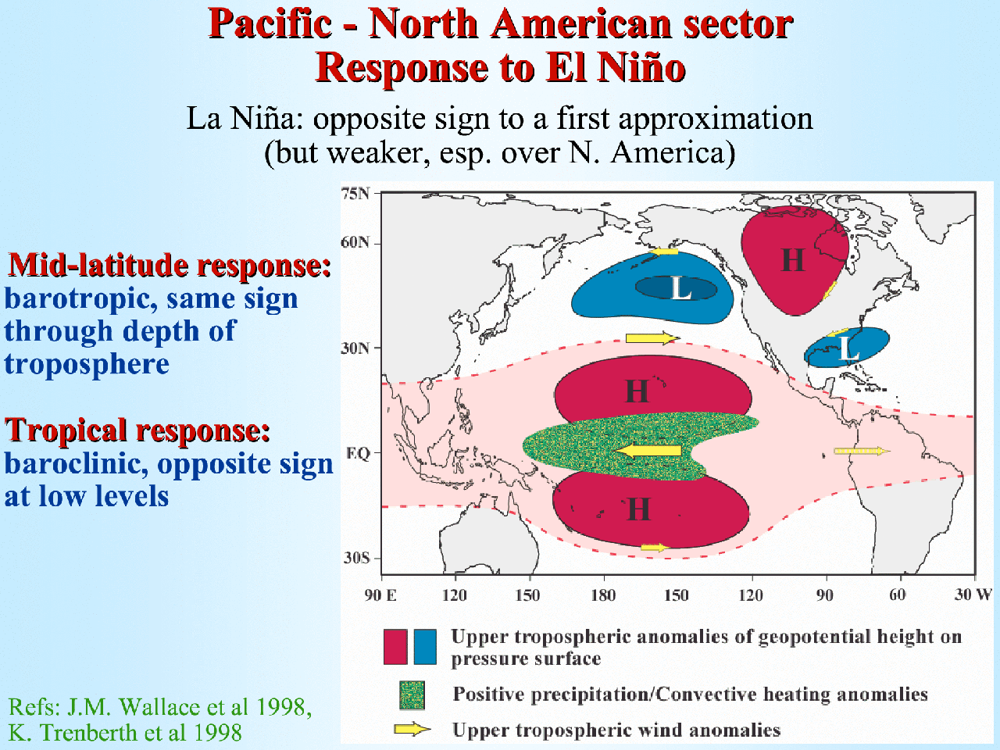 Pacific - North American sector
Response to El Niño
La Niña: opposite sign to a first approximation
(but weaker, esp. over N. America)
Mid-latitude response:
barotropic, same sign
through depth of
troposphere
Tropical response:
baroclinic, opposite sign
at low levels
Refs: J.M. Wallace et al 1998,
K. Trenberth et al 1998
75N
60N
30N
EQ
30S
H
L
L
H
H
90 E 120 150 180 150 120 90 60 30 W
Upper tropospheric anomalies of geopotential height on
pressure surface
Positive precipitation/Convective heating anomalies
Upper tropospheric wind anomalies